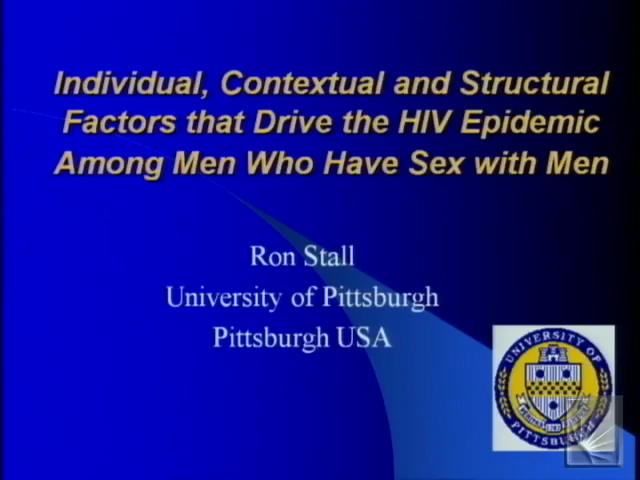 Individual, Contextual and Structural
Factors that Drive the HIV Epidemic
Among Men Who Have Sex with Men
Ron Stall
University of Pittsburgh
Pittsburgh USA
UNIVERSITY OF
PITTSBURGH